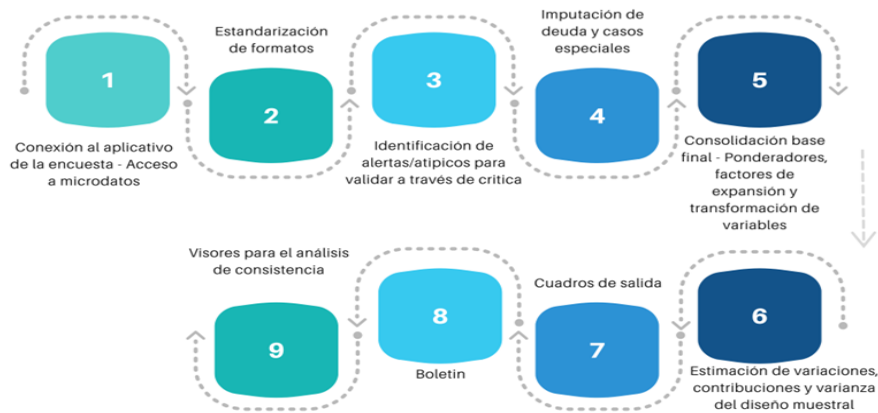 1
Conexión al aplicativo
de la encuesta - Acceso
a microdatos
Estandarización
de formatos
2
3
Identificación de
alertas/atipicos para
validar a través de critica
Imputación de
deuda y casos
especiales
4
5
Consolidación base
final - Ponderadores,
factores de
expansión y
transformación de
variables
6
Estimación de variaciones,
contribuciones y varianza
del diseño muestral
Cuadros de salida
7
8
Boletin
Visores para el análisis
de consistencia
9